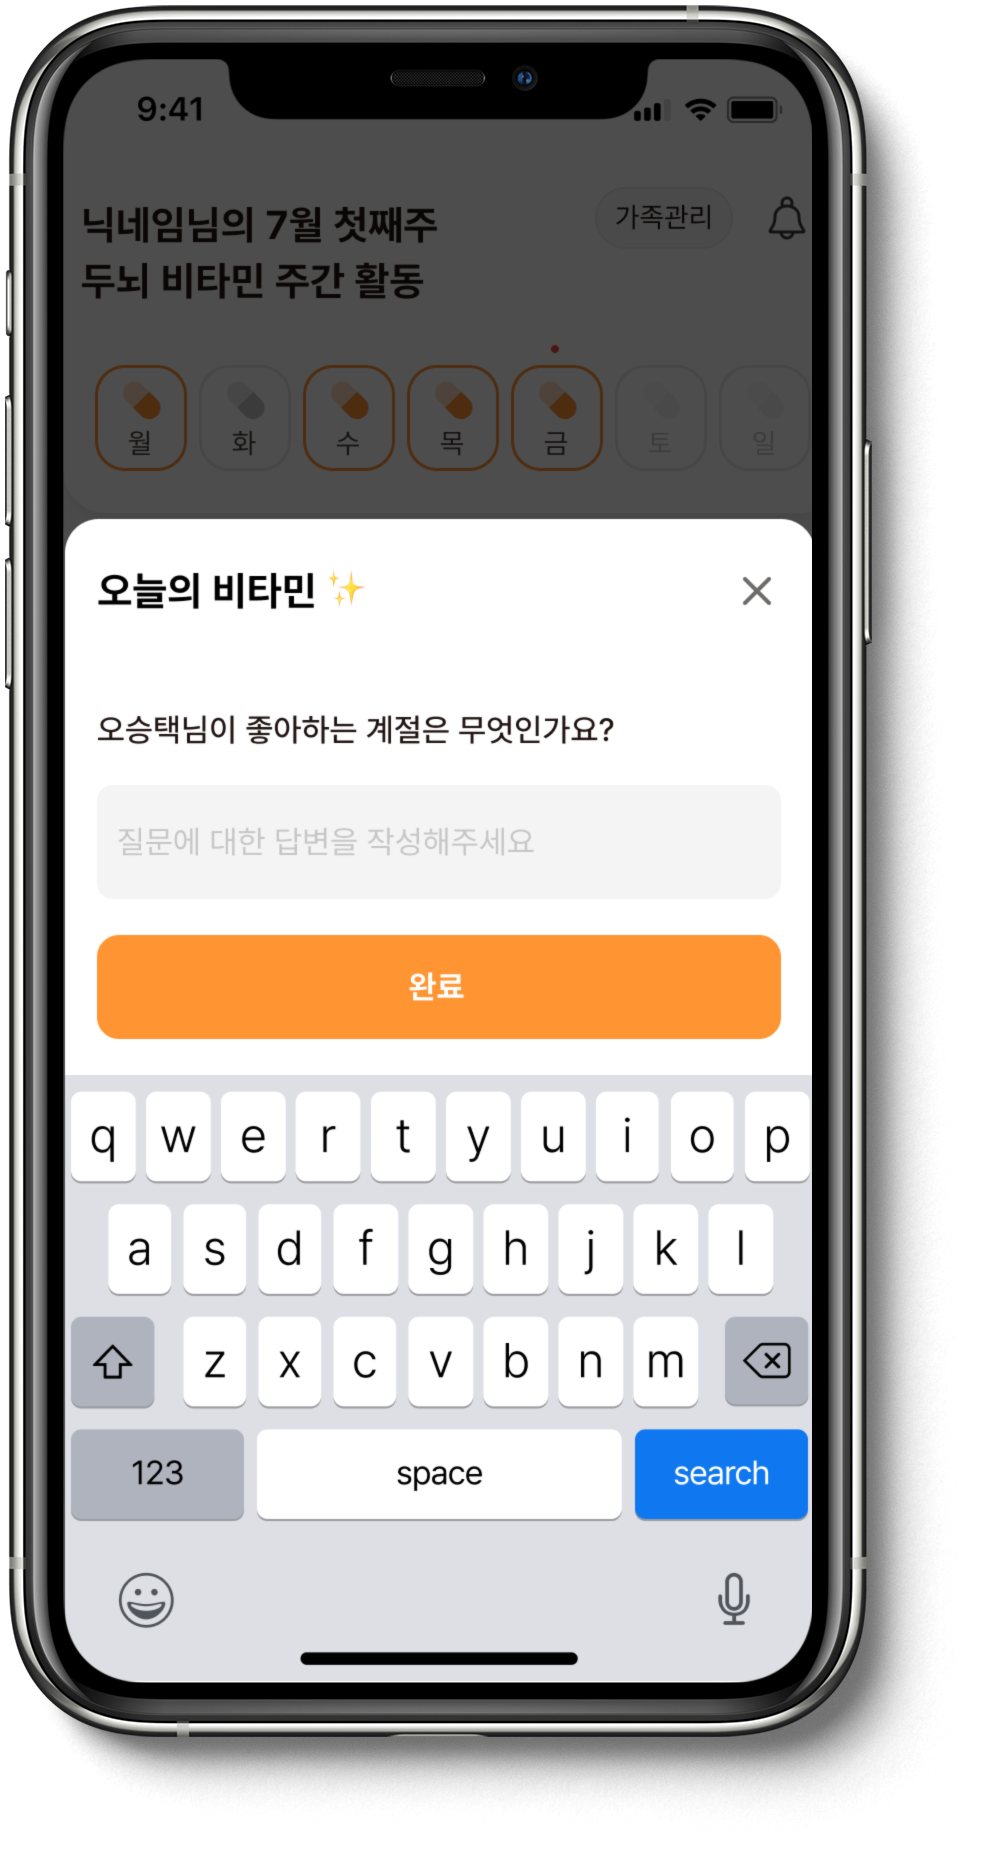 9:41
닉네임님의 7월 첫째주
두뇌 비타민 주간 활동
가족관리
월 화 수 목 금 토 일
오늘의 비타민 ✨
오승택님이 좋아하는 계절은 무엇인가요?
질문에 대한 답변을 작성해주세요
완료
q w e r t y u i o p
a s d f g h j k l
z x c v b n m
123 space search